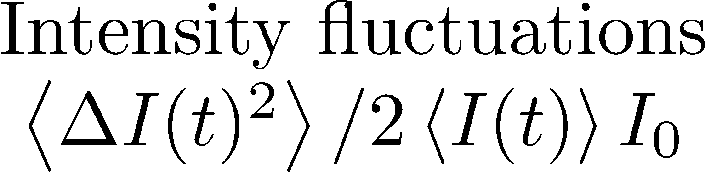 Intensity fluctuations
⟨ΔI(t)²⟩ /2 ⟨I(t)⟩ I₀